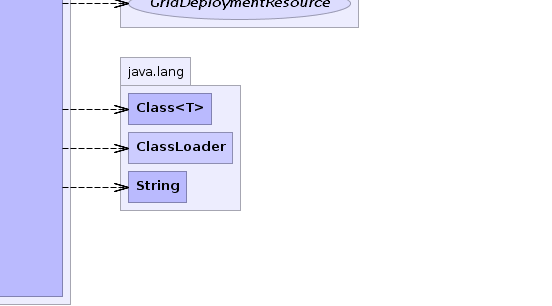 GridDeploymentResource
java.lang
Class<T>
ClassLoader
String